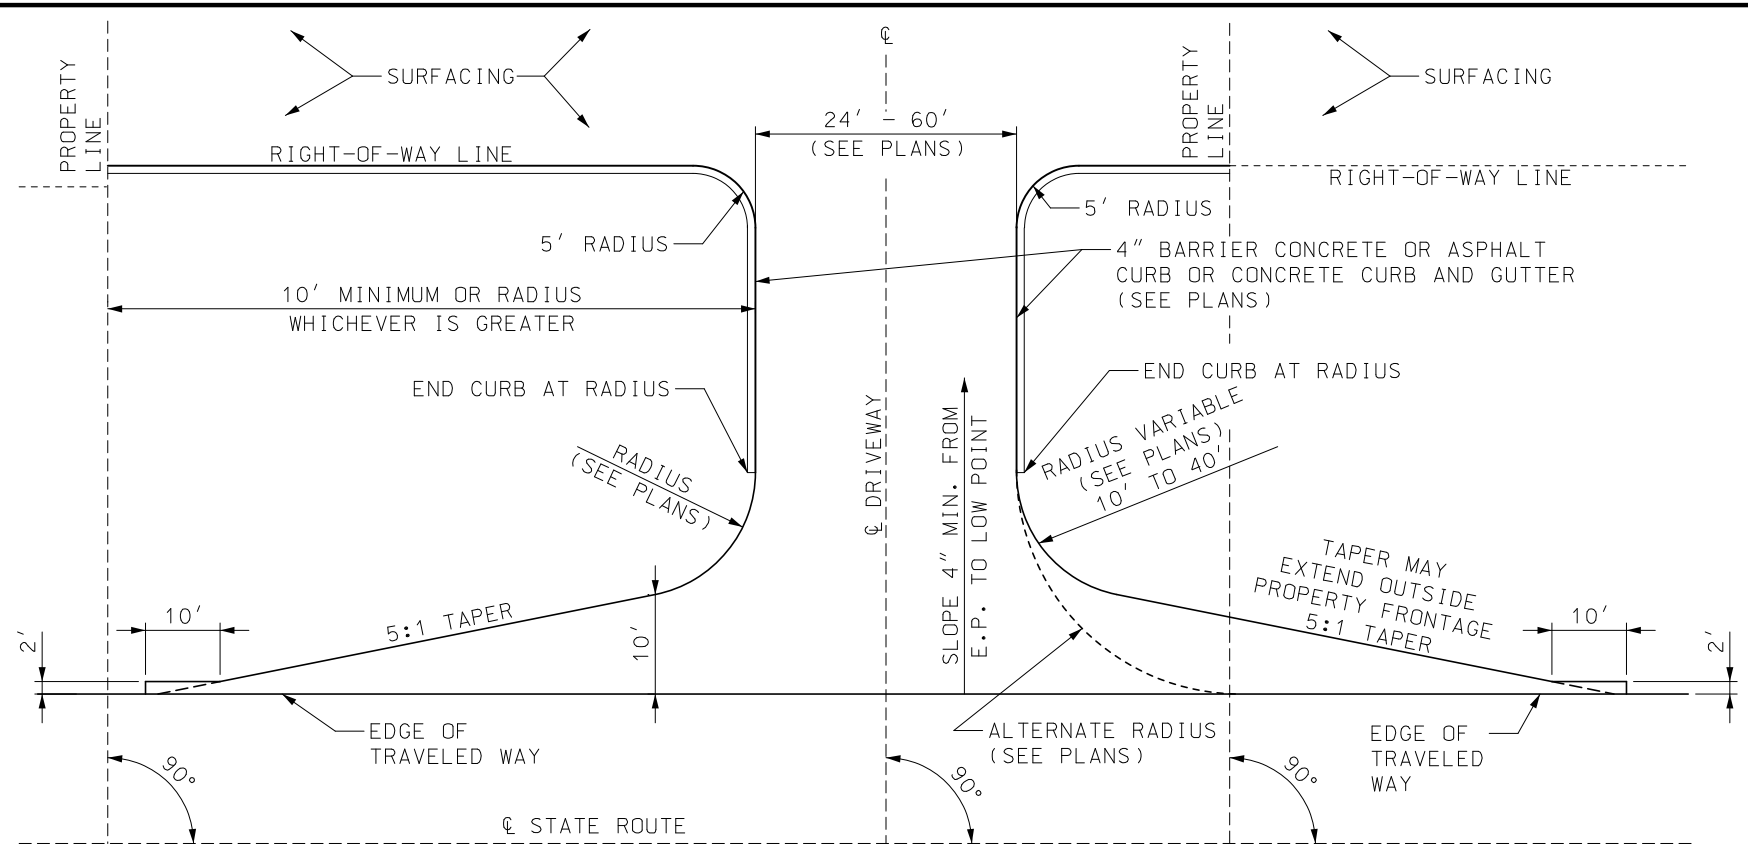 ℄
SURFACING
SURFACING
PROPERTY
LINE
PROPERTY
LINE
24' - 60'
(SEE PLANS)
RIGHT-OF-WAY LINE
RIGHT-OF-WAY LINE
5' RADIUS
5' RADIUS
4" BARRIER CONCRETE OR ASPHALT
CURB OR CONCRETE CURB AND GUTTER
(SEE PLANS)
10' MINIMUM OR RADIUS
WHICHEVER IS GREATER
END CURB AT RADIUS
END CURB AT RADIUS
RADIUS
(SEE PLANS)
℄ DRIVEWAY
SLOPE 4" MIN. FROM
E.P. TO LOW POINT
RADIUS VARIABLE
(SEE PLANS)
10' TO 40'
TAPER MAY
EXTEND OUTSIDE
PROPERTY FRONTAGE
5:1 TAPER
2'
10'
5:1 TAPER
10'
10'
2'
EDGE OF
TRAVELED WAY
ALTERNATE RADIUS
(SEE PLANS)
EDGE OF
TRAVELED
WAY
90°
90°
90°
℄ STATE ROUTE